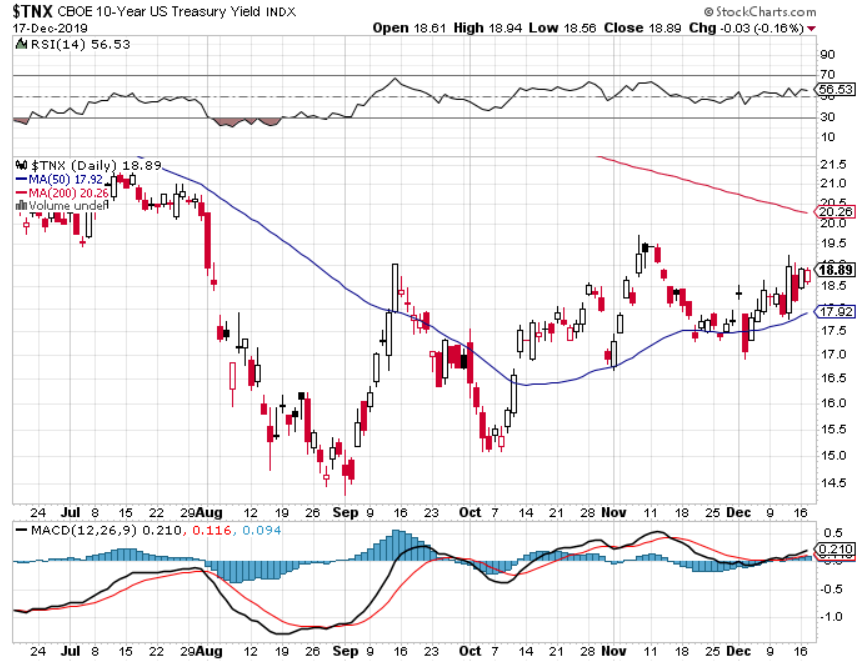 $TNX CBOE 10-Year US Treasury Yield INDX © StockCharts.com
17-Dec-2019 Open 18.61 High 18.94 Low 18.56 Close 18.89 Chg -0.03 (-0.16%)
RSI(14) 56.53
90
70
56.53
50
30
10
$TNX (Daily) 18.89
MA(50) 17.92
MA(200) 20.26
Volume undef
21.5
21.0
20.5
20.26
20.0
19.5
18.89
18.5
17.92
17.5
17.0
16.5
16.0
15.5
15.0
14.5
24 Jul 8 15 22 29Aug 12 19 26 Sep 9 16 23 Oct 7 14 21 28 Nov 11 18 25 Dec 9 16
MACD(12,26,9) 0.210, 0.116, 0.094
0.5
0.210
-0.5
-1.0
24 Jul 8 15 22 29Aug 12 19 26 Sep 9 16 23 Oct 7 14 21 28 Nov 11 18 25 Dec 9 16